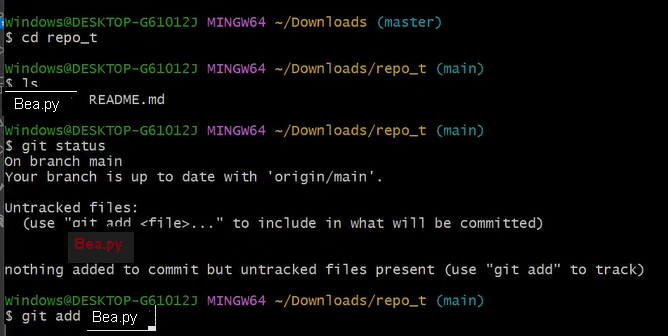 Windows@DESKTOP-G61O12J MINGW64 ~/Downloads (master)
$ cd repo_t
Windows@DESKTOP-G61O12J MINGW64 ~/Downloads/repo_t (main)
$ ls
Bea.py README.md
Windows@DESKTOP-G61O12J MINGW64 ~/Downloads/repo_t (main)
$ git status
On branch main
Your branch is up to date with 'origin/main'.
Untracked files:
(use "git add <file>..." to include in what will be committed)
Bea.py
nothing added to commit but untracked files present (use "git add" to track)
Windows@DESKTOP-G61O12J MINGW64 ~/Downloads/repo_t (main)
$ git add Bea.py